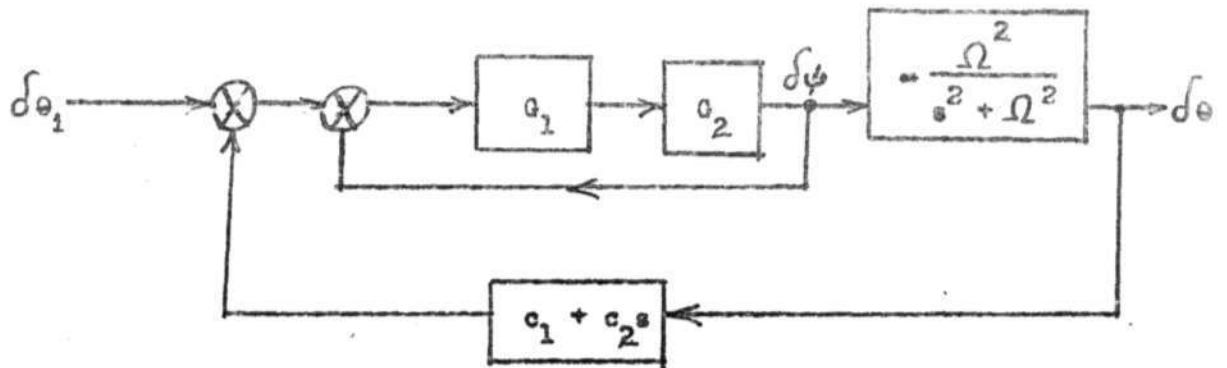 δθ₁
G₁
G₂
δψ
- Ω² / (s² + Ω²)
δθ
c₁ + c₂s